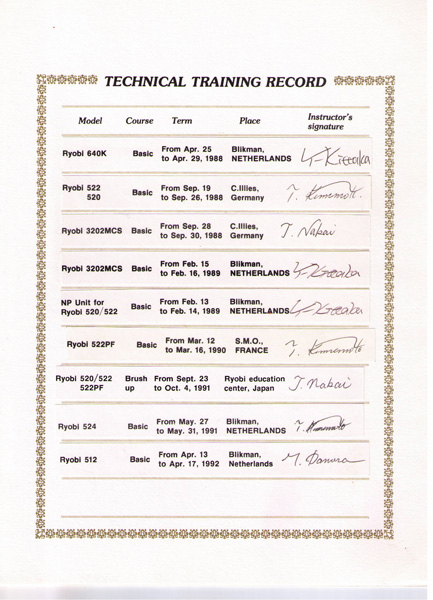 TECHNICAL TRAINING RECORD
Model Course Term Place Instructor's signature
Ryobi 640K Basic From Apr. 25 to Apr. 29, 1988 Blikman, NETHERLANDS Y-Kitaoka
Ryobi 522 520 Basic From Sep. 19 to Sep. 26, 1988 C.Illies, Germany T.
Ryobi 3202MCS Basic From Sep. 28 to Sep. 30, 1988 C.Illies, Germany T. Nabai
Ryobi 3202MCS Basic From Feb. 15 to Feb. 16, 1989 Blikman, NETHERLANDS
NP Unit for Ryobi 520/522 Basic From Feb. 13 to Feb. 14, 1989 Blikman, NETHERLANDS
Ryobi 522PF Basic From Mar. 12 to Mar. 16, 1990 S.M.O., FRANCE T.
Ryobi 520/522 522PF Brush up From Sept. 23 to Oct. 4, 1991 Ryobi education center, Japan T. Nabai
Ryobi 524 Basic From May. 27 to May. 31, 1991 Blikman, NETHERLANDS T.
Ryobi 512 Basic From Apr. 13 to Apr. 17, 1992 Blikman, Netherlands M.